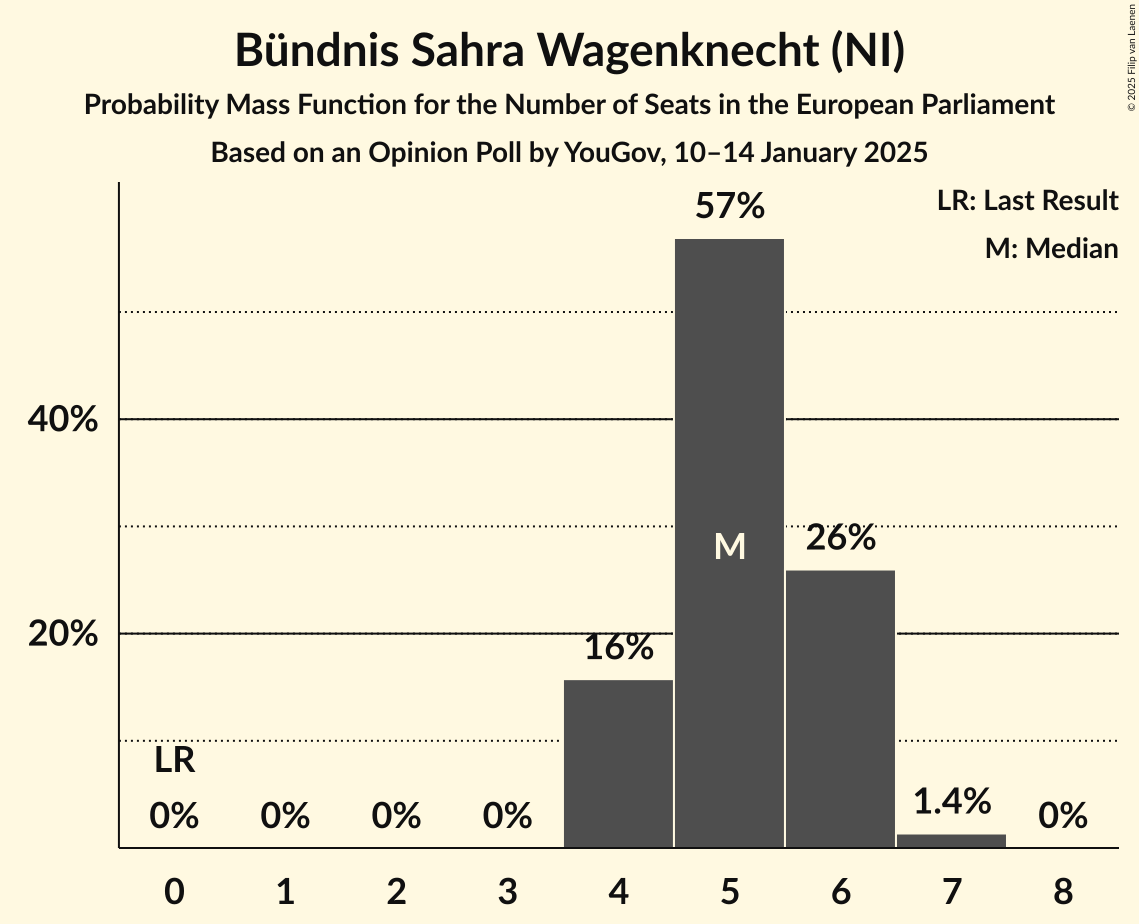 Bündnis Sahra Wagenknecht (NI)
Probability Mass Function for the Number of Seats in the European Parliament
Based on an Opinion Poll by YouGov, 10–14 January 2025
© 2025 Filip van Laenen
LR: Last Result
M: Median
57%
40%
M
26%
20%
16%
LR
0% 0% 0% 0% 1.4% 0%
0 1 2 3 4 5 6 7 8